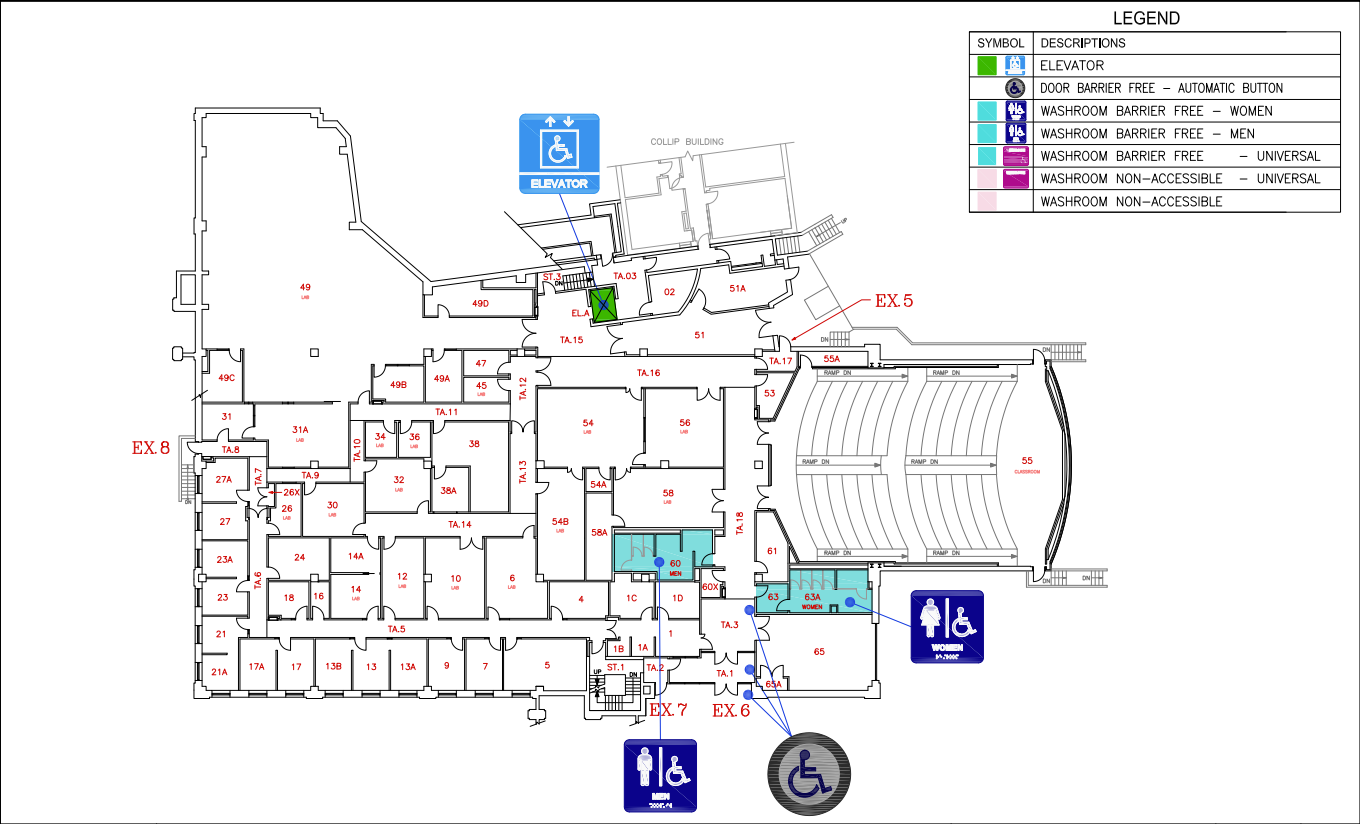 LEGEND
SYMBOL DESCRIPTIONS
ELEVATOR
DOOR BARRIER FREE - AUTOMATIC BUTTON
WASHROOM BARRIER FREE - WOMEN
WASHROOM BARRIER FREE - MEN
WASHROOM BARRIER FREE - UNIVERSAL
WASHROOM NON-ACCESSIBLE - UNIVERSAL
WASHROOM NON-ACCESSIBLE
COLLIP BUILDING
ELEVATOR
UP
ST.3
DN
TA.03
49
LAB
49D
02
51A
EL.A
EX.5
TA.15
51
DN
DN
47
TA.17
55A
49C
49B
49A
45
LAB
TA.12
TA.16
53
RAMP DN
RAMP DN
31
31A
LAB
TA.11
54
LAB
56
LAB
EX.8
TA.8
TA.10
34
LAB
36
LAB
38
TA.13
55
CLASSROOM
RAMP DN
RAMP DN
27A
TA.7
TA.9
32
LAB
38A
54A
58
LAB
DN
26X
26
LAB
30
LAB
27
TA.14
54B
LAB
58A
TA.18
61
23A
24
14A
12
LAB
10
LAB
6
LAB
60
MEN
RAMP DN
RAMP DN
TA.6
14
LAB
60X
DN
23
18
16
4
1C
1D
63
63A
WOMEN
21
TA.5
1
TA.3
65
WOMEN
21A
17A
17
13B
13
13A
9
7
5
1B
1A
ST.1
UP
DN
TA.2
TA.1
65A
EX.7
EX.6
MEN